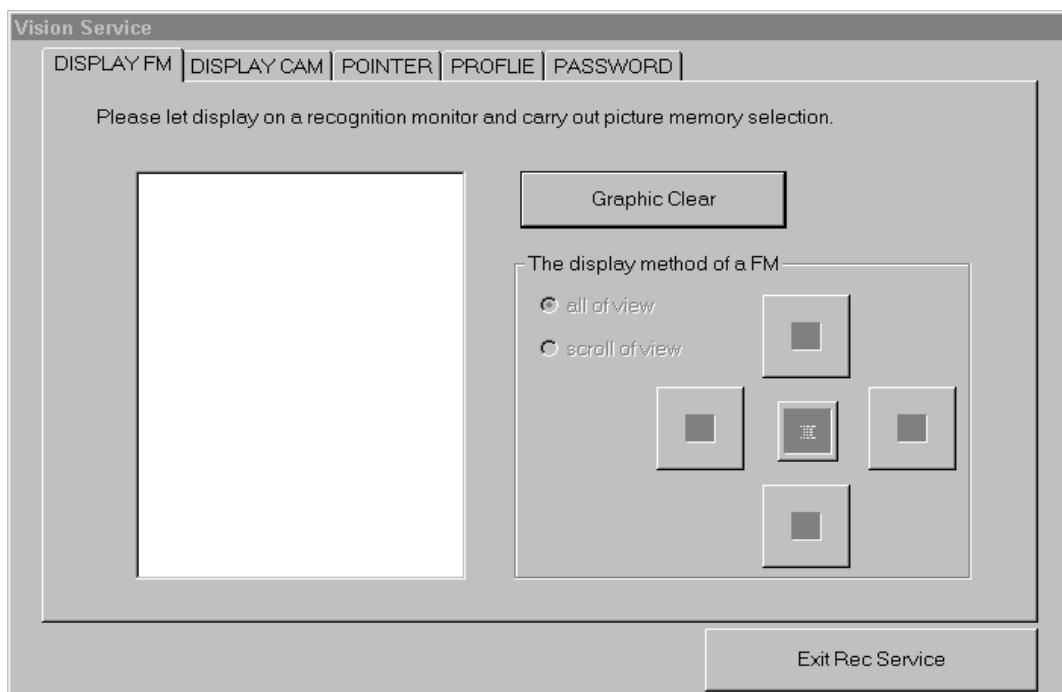 Vision Service
DISPLAY FM DISPLAY CAM POINTER PROFLIE PASSWORD
Please let display on a recognition monitor and carry out picture memory selection.
Graphic Clear
The display method of a FM
all of view
scroll of view
Exit Rec Service